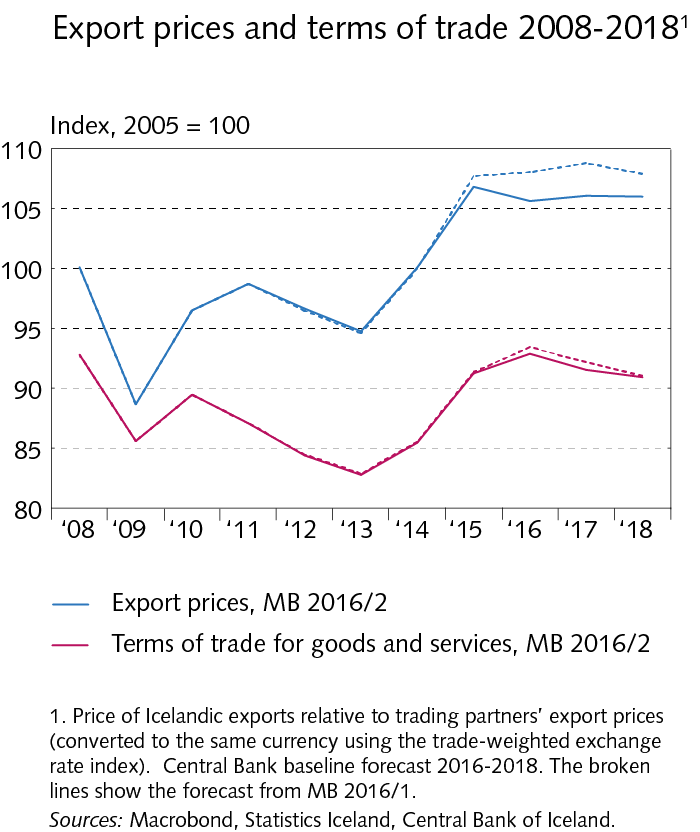 Export prices and terms of trade 2008-2018¹
Index, 2005 = 100
110
105
100
95
90
85
80
‘08 ‘09 ‘10 ‘11 ‘12 ‘13 ‘14 ‘15 ‘16 ‘17 ‘18
Export prices, MB 2016/2
Terms of trade for goods and services, MB 2016/2
1. Price of Icelandic exports relative to trading partners’ export prices
(converted to the same currency using the trade-weighted exchange
rate index).  Central Bank baseline forecast 2016-2018. The broken
lines show the forecast from MB 2016/1.
Sources: Macrobond, Statistics Iceland, Central Bank of Iceland.